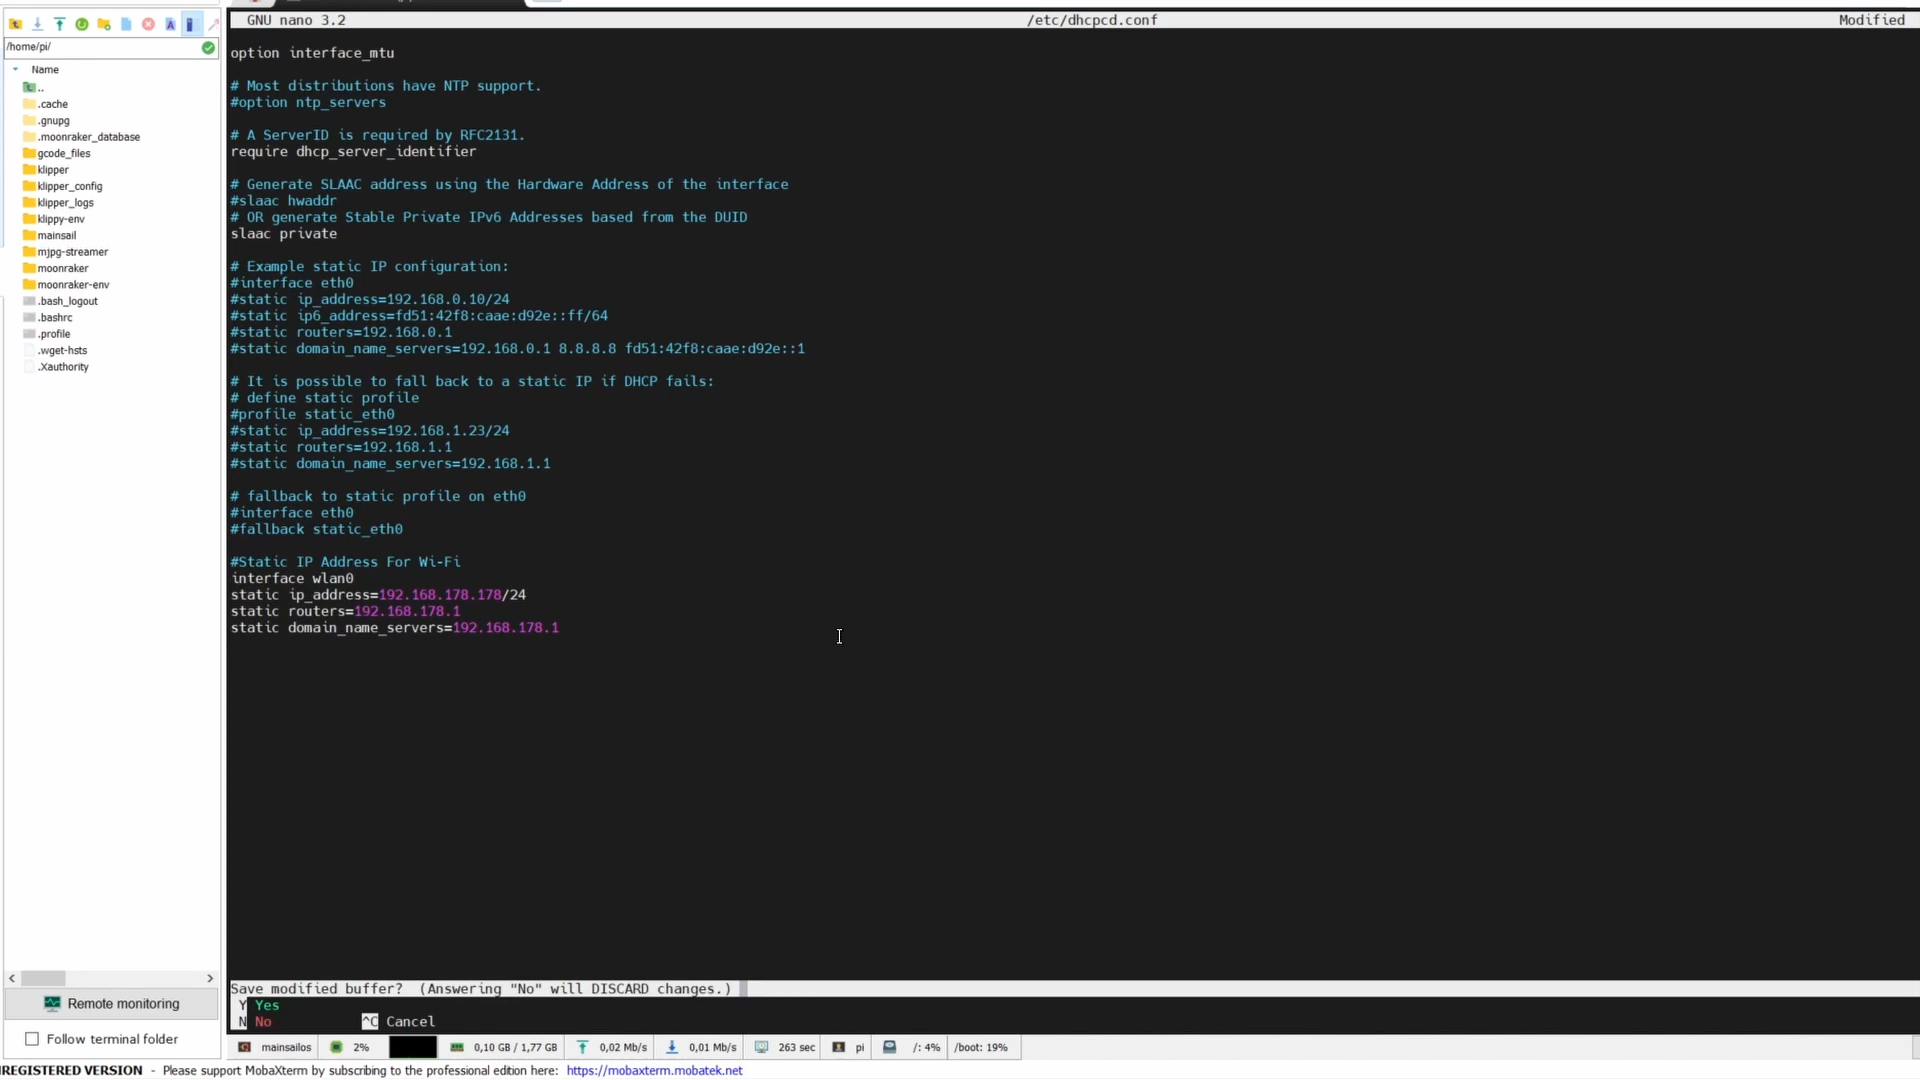 GNU nano 3.2 /etc/dhcpcd.conf Modified
/home/pi/
Name
..
.cache
.gnupg
.moonraker_database
gcode_files
klipper
klipper_config
klipper_logs
klippy-env
mainsail
mjpg-streamer
moonraker
moonraker-env
.bash_logout
.bashrc
.profile
.wget-hsts
.Xauthority
option interface_mtu
# Most distributions have NTP support.
#option ntp_servers
# A ServerID is required by RFC2131.
require dhcp_server_identifier
# Generate SLAAC address using the Hardware Address of the interface
#slaac hwaddr
# OR generate Stable Private IPv6 Addresses based from the DUID
slaac private
# Example static IP configuration:
#interface eth0
#static ip_address=192.168.0.10/24
#static ip6_address=fd51:42f8:caae:d92e::ff/64
#static routers=192.168.0.1
#static domain_name_servers=192.168.0.1 8.8.8.8 fd51:42f8:caae:d92e::1
# It is possible to fall back to a static IP if DHCP fails:
# define static profile
#profile static_eth0
#static ip_address=192.168.1.23/24
#static routers=192.168.1.1
#static domain_name_servers=192.168.1.1
# fallback to static profile on eth0
#interface eth0
#fallback static_eth0
#Static IP Address For Wi-Fi
interface wlan0
static ip_address=192.168.178.178/24
static routers=192.168.178.1
static domain_name_servers=192.168.178.1
Save modified buffer? (Answering "No" will DISCARD changes.)
Y Yes
N No ^C Cancel
Remote monitoring
Follow terminal folder
mainsailos 2% 0,10 GB / 1,77 GB 0,02 Mb/s 0,01 Mb/s 263 sec pi /: 4% /boot: 19%
REGISTERED VERSION - Please support MobaXterm by subscribing to the professional edition here: https://mobaxterm.mobatek.net